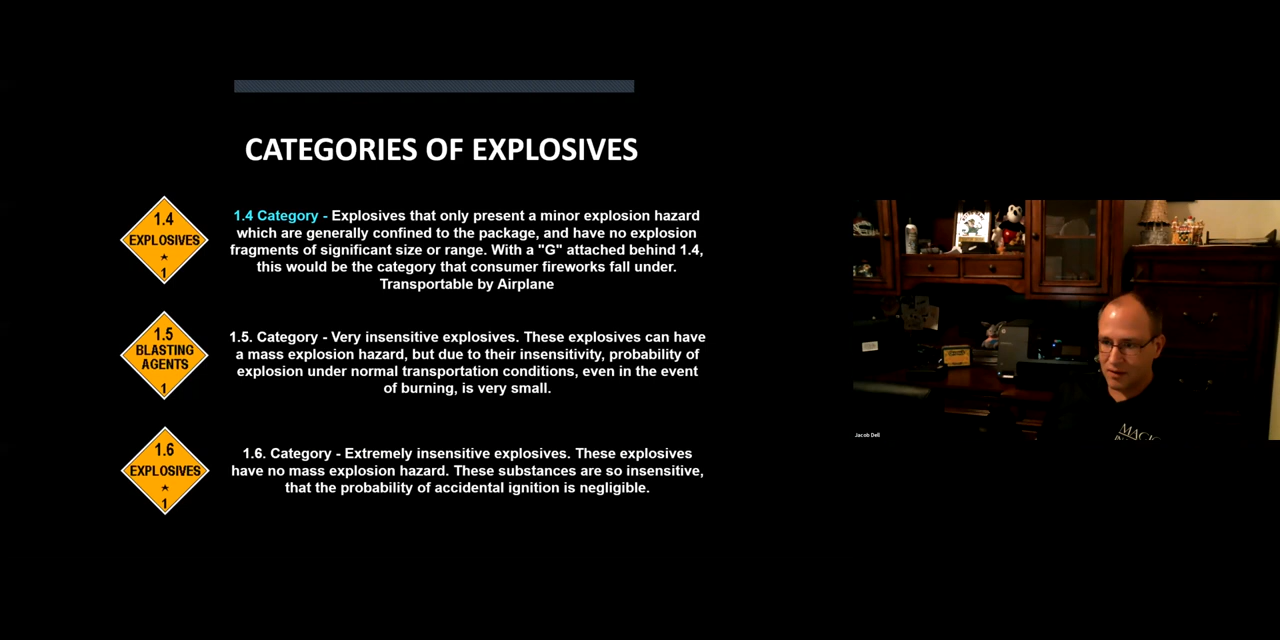 CATEGORIES OF EXPLOSIVES
1.4
EXPLOSIVES
1
1.4 Category - Explosives that only present a minor explosion hazard
which are generally confined to the package, and have no explosion
fragments of significant size or range. With a "G" attached behind 1.4,
this would be the category that consumer fireworks fall under.
Transportable by Airplane
1.5
BLASTING
AGENTS
1
1.5. Category - Very insensitive explosives. These explosives can have
a mass explosion hazard, but due to their insensitivity, probability of
explosion under normal transportation conditions, even in the event
of burning, is very small.
1.6
EXPLOSIVES
1
1.6. Category - Extremely insensitive explosives. These explosives
have no mass explosion hazard. These substances are so insensitive,
that the probability of accidental ignition is negligible.
Jacob Dell